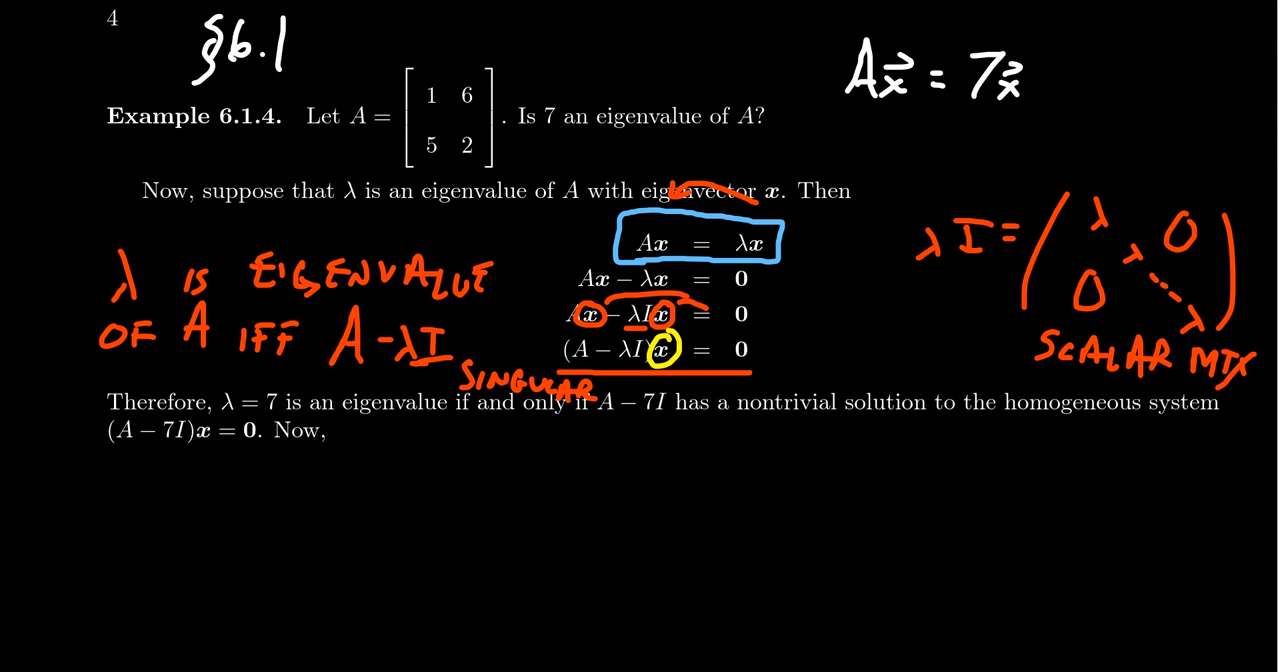 4
§6.1
Ax⃗ = 7x⃗
Example 6.1.4. Let A = [ 1 6
5 2 ]. Is 7 an eigenvalue of A?
Now, suppose that λ is an eigenvalue of A with eigenvector x. Then
Ax = λx
Ax − λx = 0
Ax − λIx = 0
(A − λI)x = 0
λ IS EIGENVALUE
OF A IFF A − λI
SINGULAR
λI = ( λ 0
λ
0 ⋱
λ )
SCALAR MTX
Therefore, λ = 7 is an eigenvalue if and only if A − 7I has a nontrivial solution to the homogeneous system
(A − 7I)x = 0. Now,